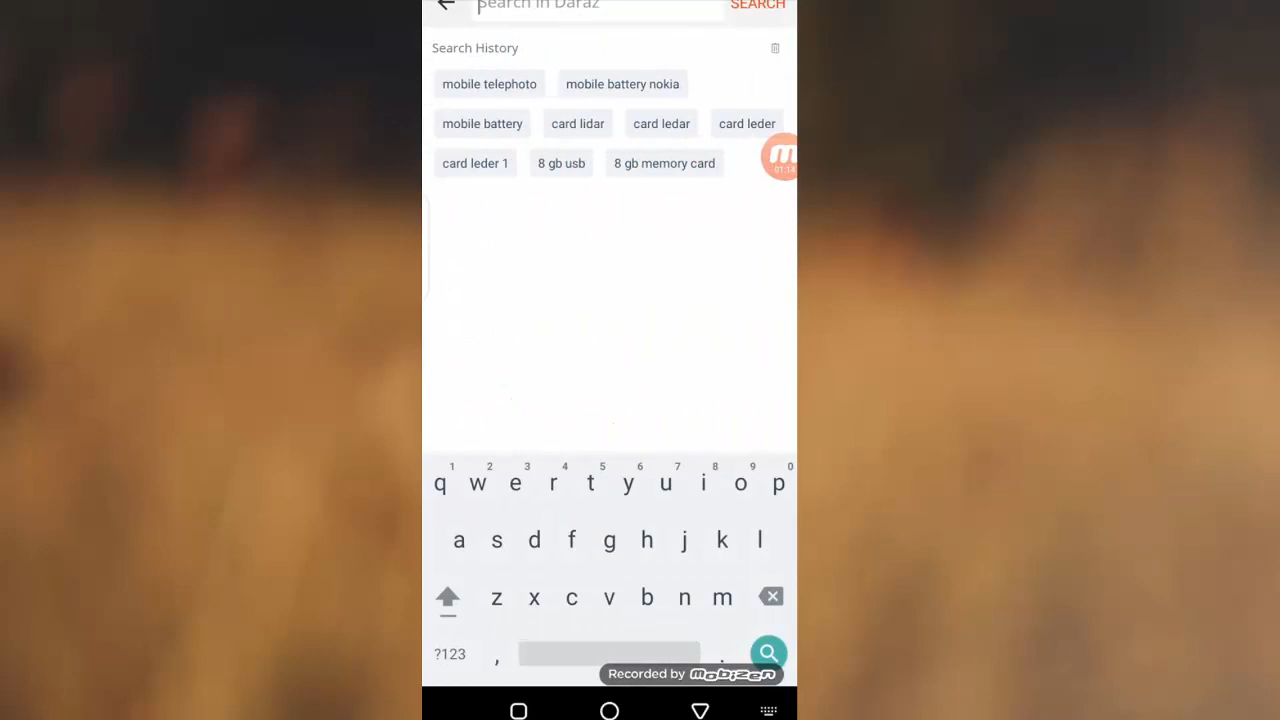 Search in Daraz SEARCH
Search History
mobile telephoto mobile battery nokia
mobile battery card lidar card ledar card leder
card leder 1 8 gb usb 8 gb memory card
01:14
1 2 3 4 5 6 7 8 9 0
q w e r t y u i o p
a s d f g h j k l
z x c v b n m
?123 , .
Recorded by mobizen